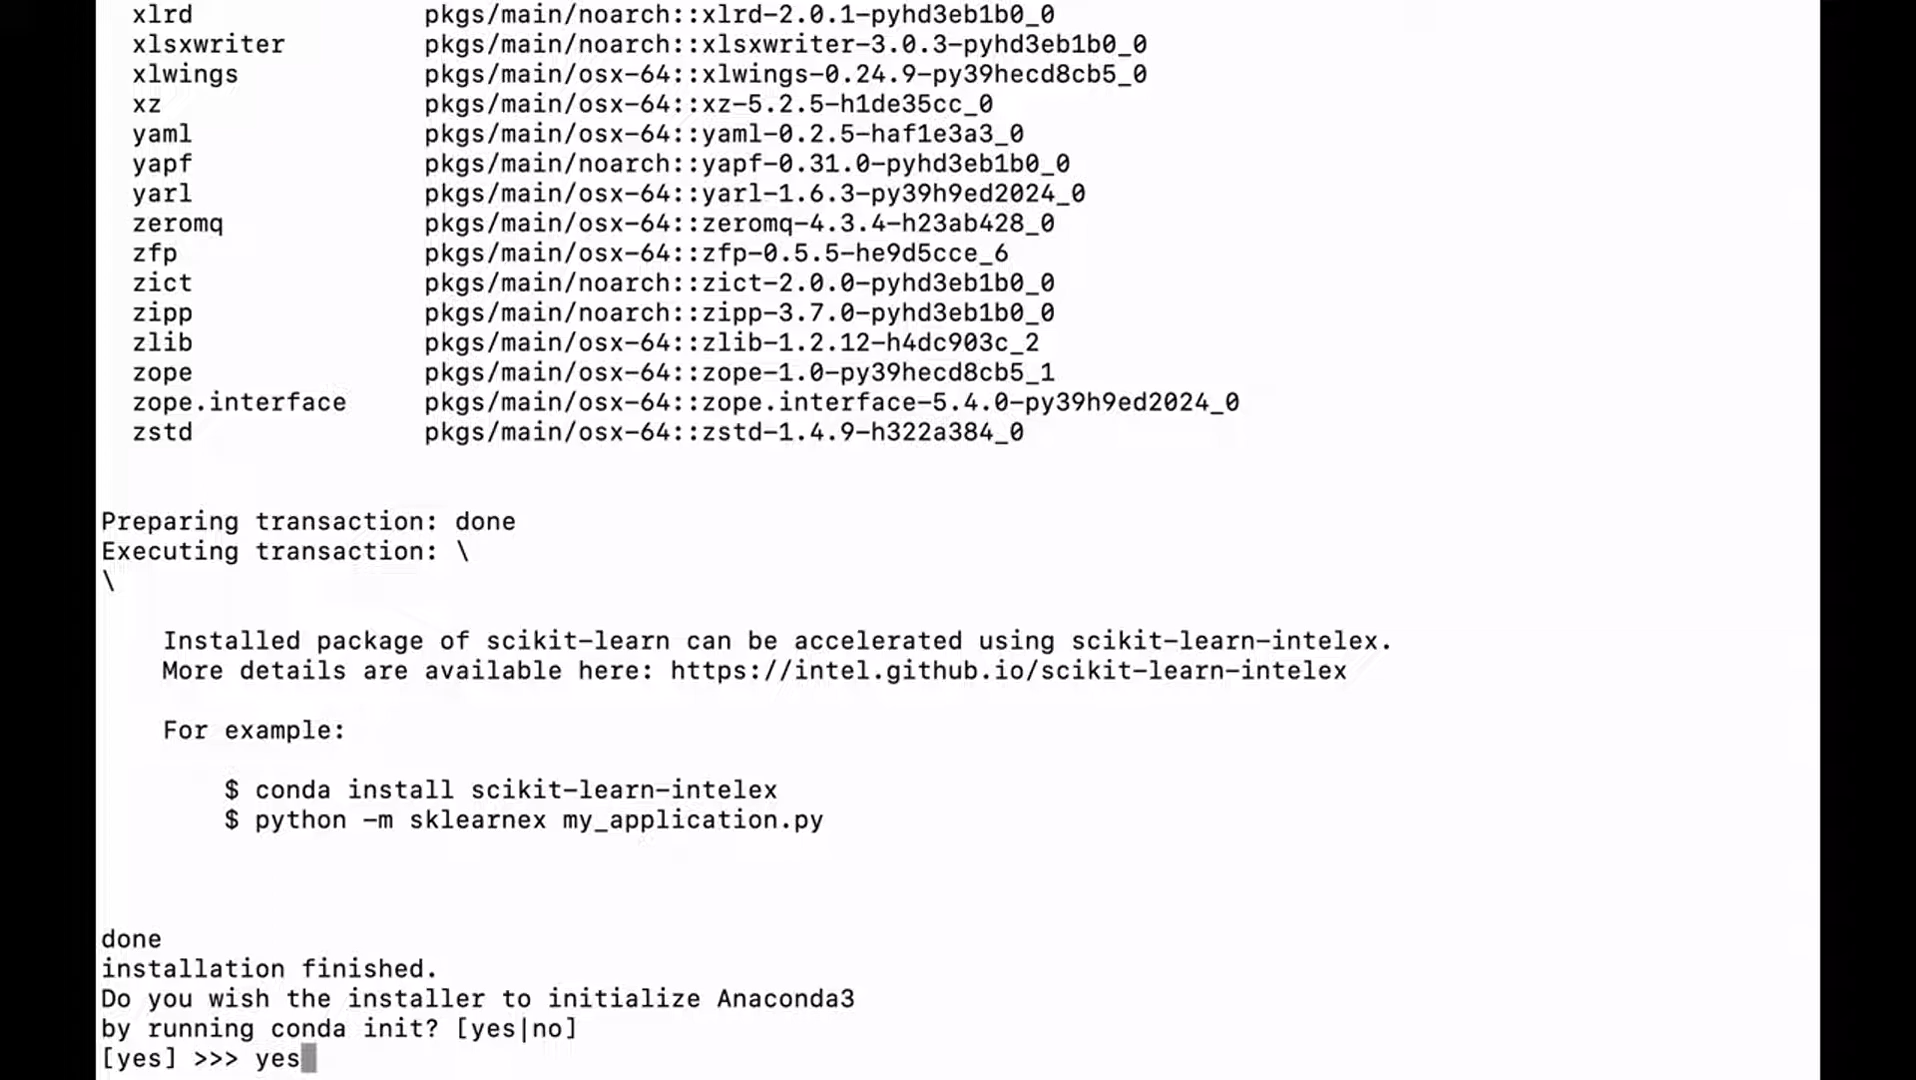 xlrd pkgs/main/noarch::xlrd-2.0.1-pyhd3eb1b0_0
xlsxwriter pkgs/main/noarch::xlsxwriter-3.0.3-pyhd3eb1b0_0
xlwings pkgs/main/osx-64::xlwings-0.24.9-py39hecd8cb5_0
xz pkgs/main/osx-64::xz-5.2.5-h1de35cc_0
yaml pkgs/main/osx-64::yaml-0.2.5-haf1e3a3_0
yapf pkgs/main/noarch::yapf-0.31.0-pyhd3eb1b0_0
yarl pkgs/main/osx-64::yarl-1.6.3-py39h9ed2024_0
zeromq pkgs/main/osx-64::zeromq-4.3.4-h23ab428_0
zfp pkgs/main/osx-64::zfp-0.5.5-he9d5cce_6
zict pkgs/main/noarch::zict-2.0.0-pyhd3eb1b0_0
zipp pkgs/main/noarch::zipp-3.7.0-pyhd3eb1b0_0
zlib pkgs/main/osx-64::zlib-1.2.12-h4dc903c_2
zope pkgs/main/osx-64::zope-1.0-py39hecd8cb5_1
zope.interface pkgs/main/osx-64::zope.interface-5.4.0-py39h9ed2024_0
zstd pkgs/main/osx-64::zstd-1.4.9-h322a384_0
Preparing transaction: done
Executing transaction: \
\
Installed package of scikit-learn can be accelerated using scikit-learn-intelex.
More details are available here: https://intel.github.io/scikit-learn-intelex
For example:
$ conda install scikit-learn-intelex
$ python -m sklearnex my_application.py
done
installation finished.
Do you wish the installer to initialize Anaconda3
by running conda init? [yes|no]
[yes] >>> yes